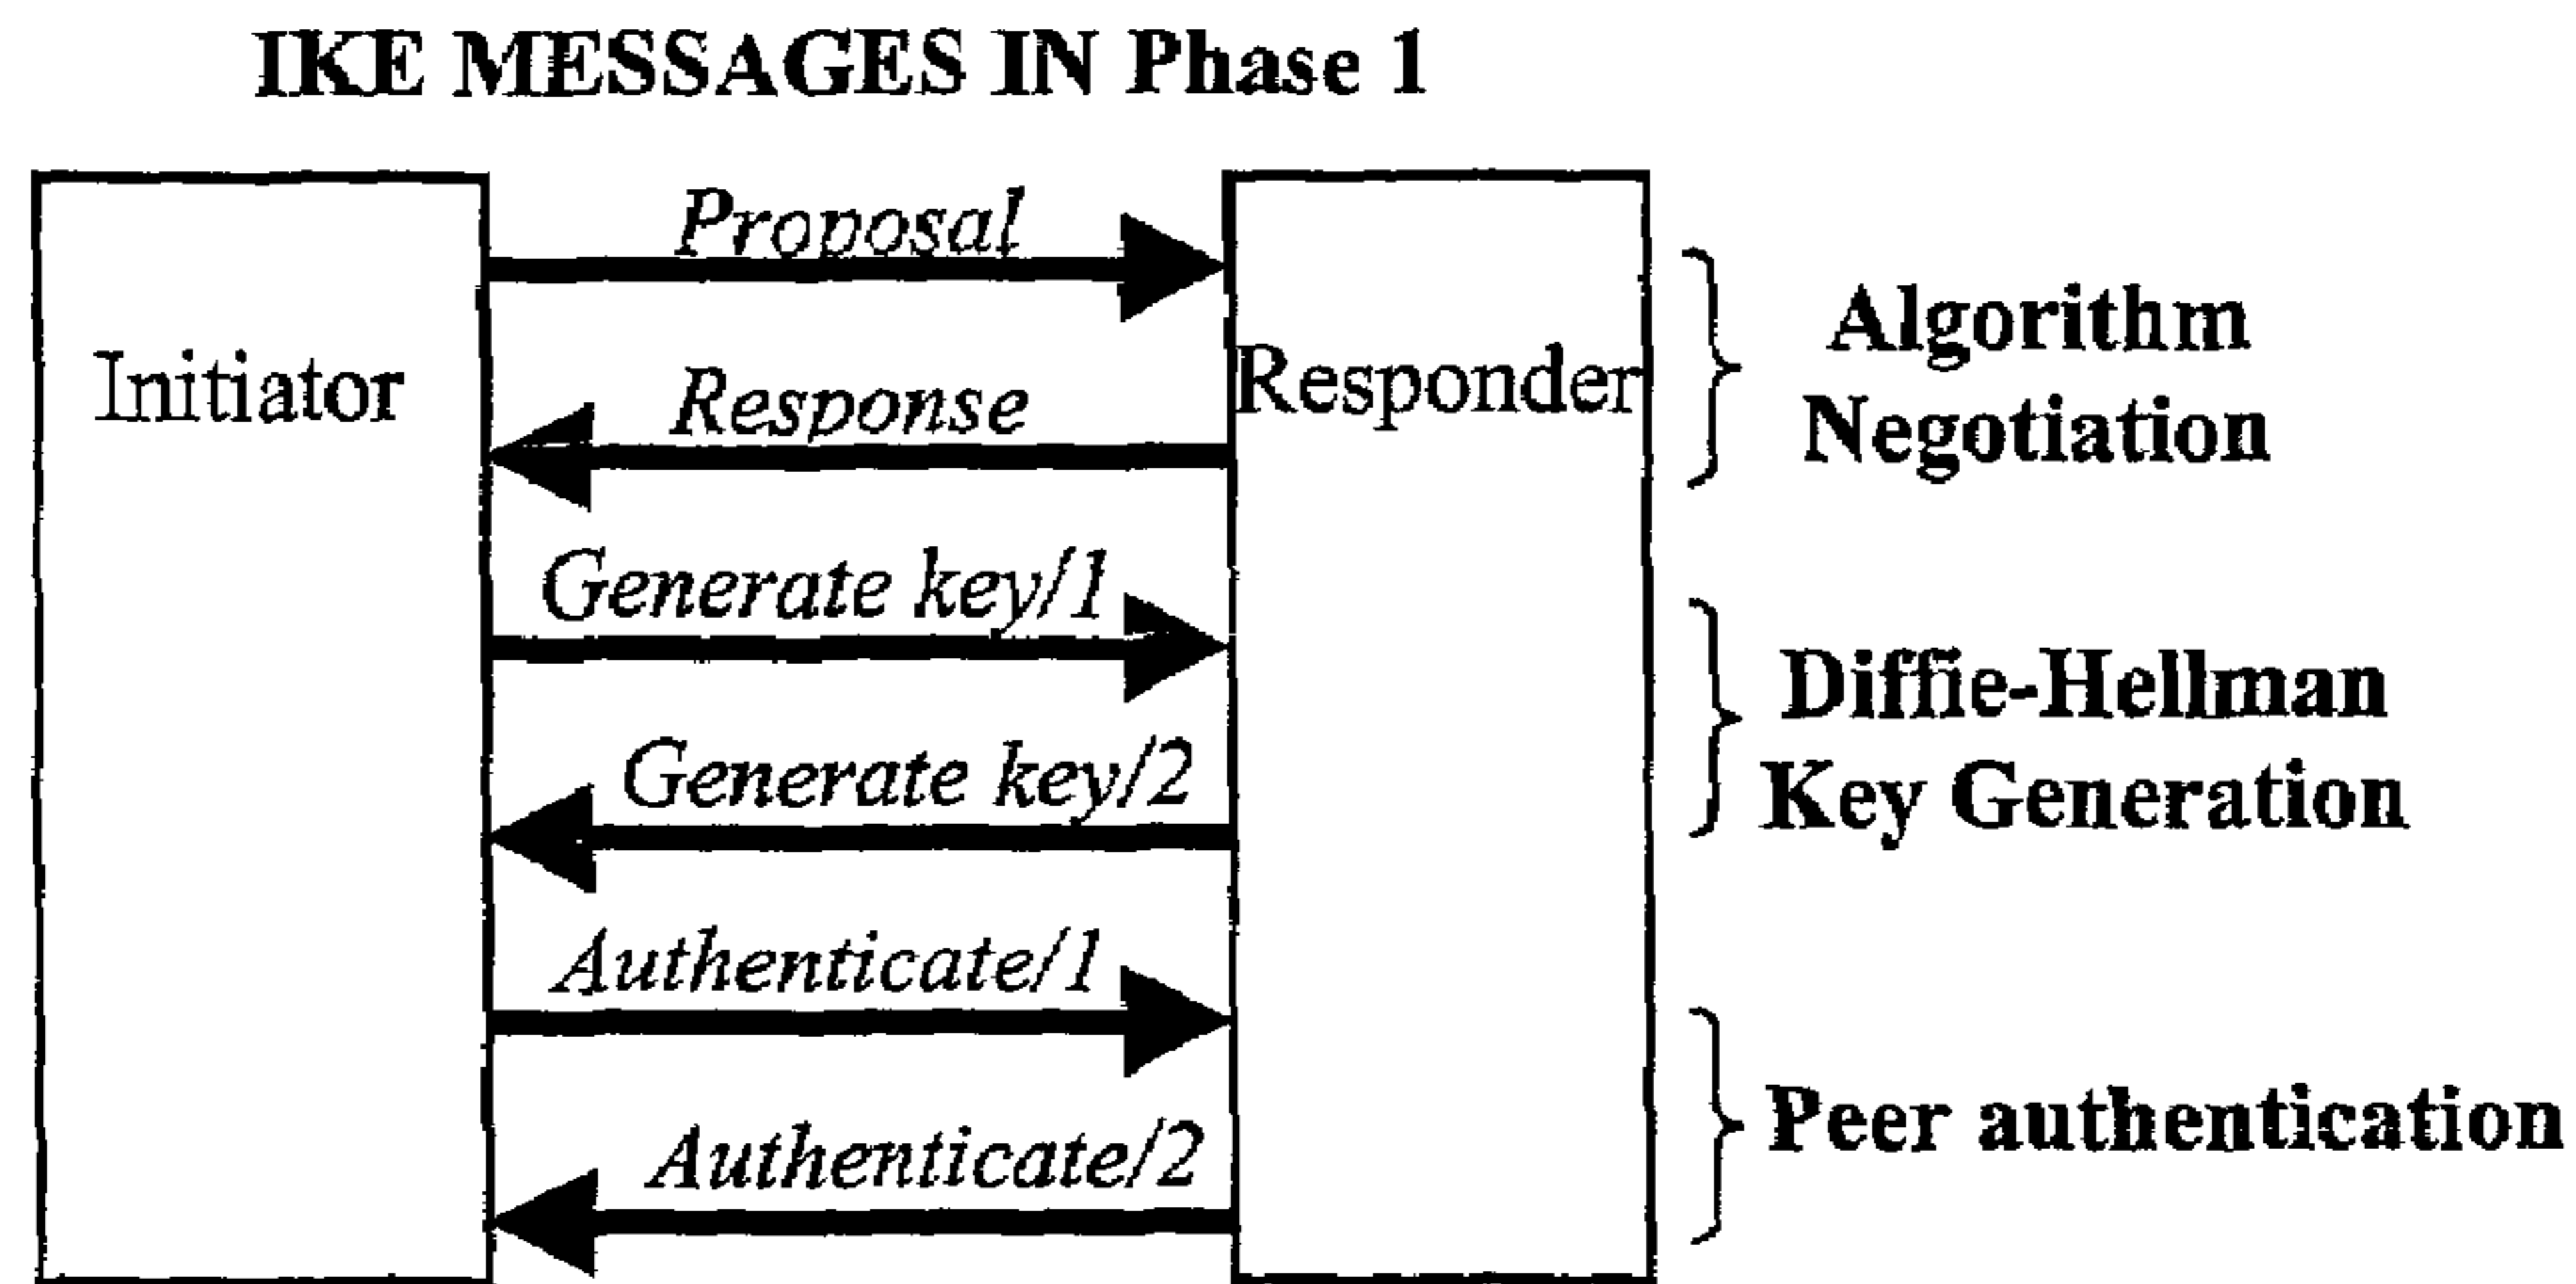 IKE MESSAGES IN Phase 1
Proposal
Initiator
Response
Responder
Algorithm
Negotiation
Generate key/1
Generate key/2
Diffie-Hellman
Key Generation
Authenticate/1
Authenticate/2
Peer authentication